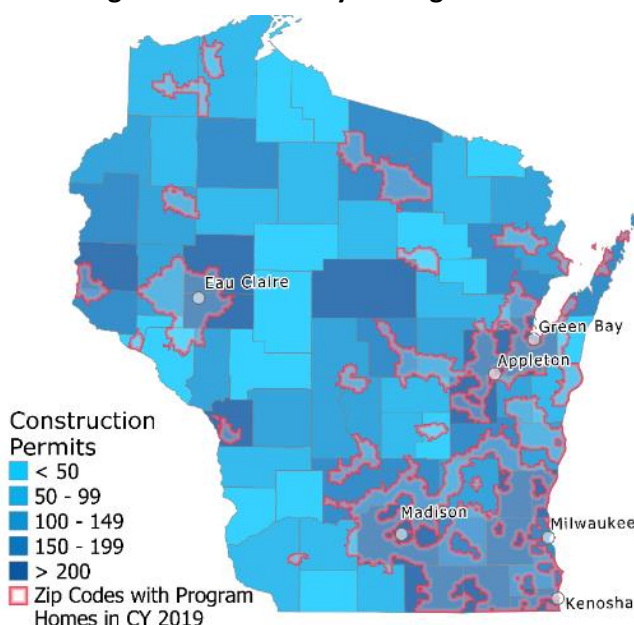 Eau Claire
Green Bay
Appleton
Construction
Permits
< 50
50 - 99
100 - 149
150 - 199
> 200
Zip Codes with Program
Homes in CY 2019
Madison
Milwaukee
Kenosha